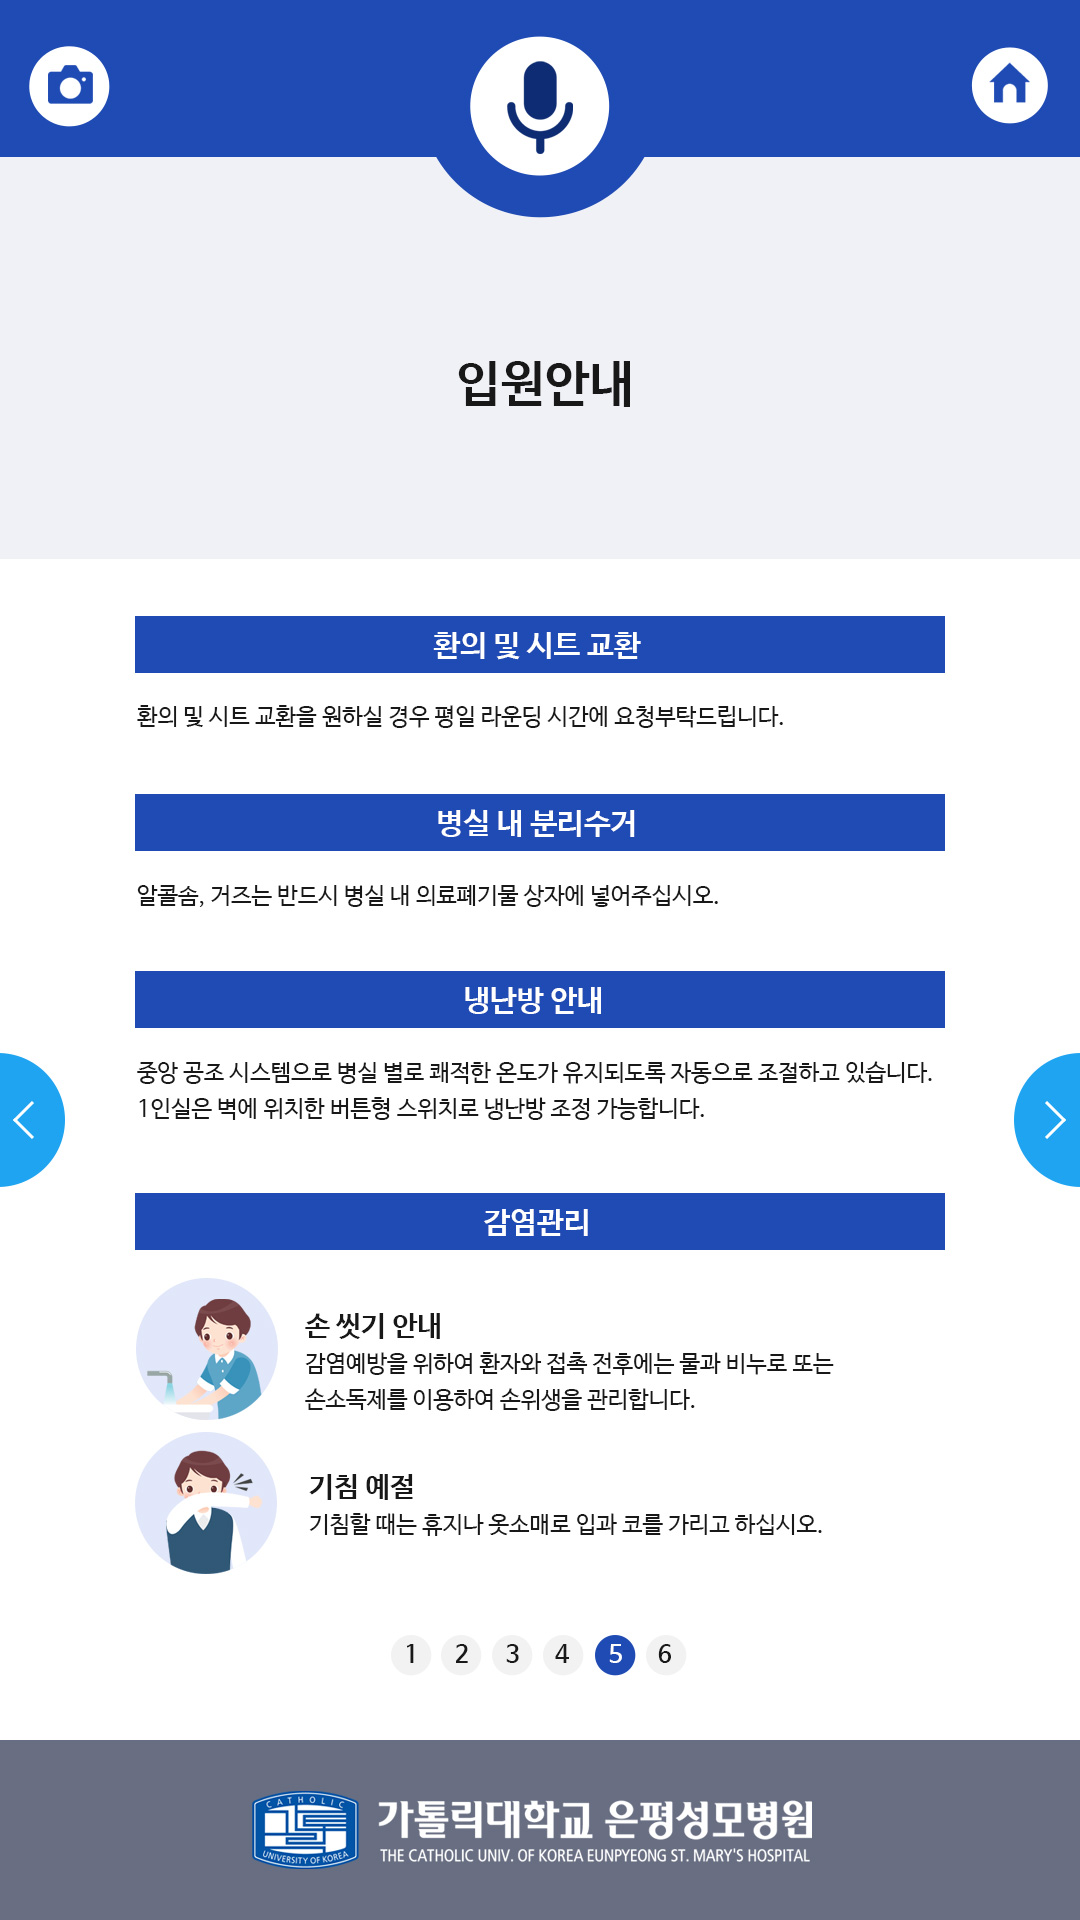 입원안내
환의 및 시트 교환
환의 및 시트 교환을 원하실 경우 평일 라운딩 시간에 요청부탁드립니다.
병실 내 분리수거
알콜솜, 거즈는 반드시 병실 내 의료폐기물 상자에 넣어주십시오.
냉난방 안내
중앙 공조 시스템으로 병실 별로 쾌적한 온도가 유지되도록 자동으로 조절하고 있습니다.
1인실은 벽에 위치한 버튼형 스위치로 냉난방 조정 가능합니다.
감염관리
손 씻기 안내
감염예방을 위하여 환자와 접촉 전후에는 물과 비누로 또는
손소독제를 이용하여 손위생을 관리합니다.
기침 예절
기침할 때는 휴지나 옷소매로 입과 코를 가리고 하십시오.
1 2 3 4 5 6
CATHOLIC
UNIVERSITY OF KOREA
가톨릭대학교 은평성모병원
THE CATHOLIC UNIV. OF KOREA EUNPYEONG ST. MARY'S HOSPITAL